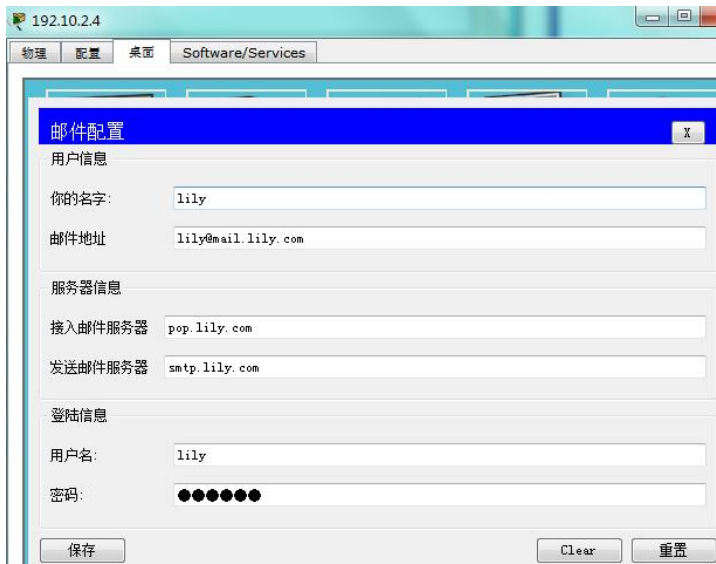 192.10.2.4
物理 配置 桌面 Software/Services
邮件配置 X
用户信息
你的名字: lily
邮件地址 lily@mail.lily.com
服务器信息
接入邮件服务器 pop.lily.com
发送邮件服务器 smtp.lily.com
登陆信息
用户名: lily
密码: ●●●●●●
保存 Clear 重置